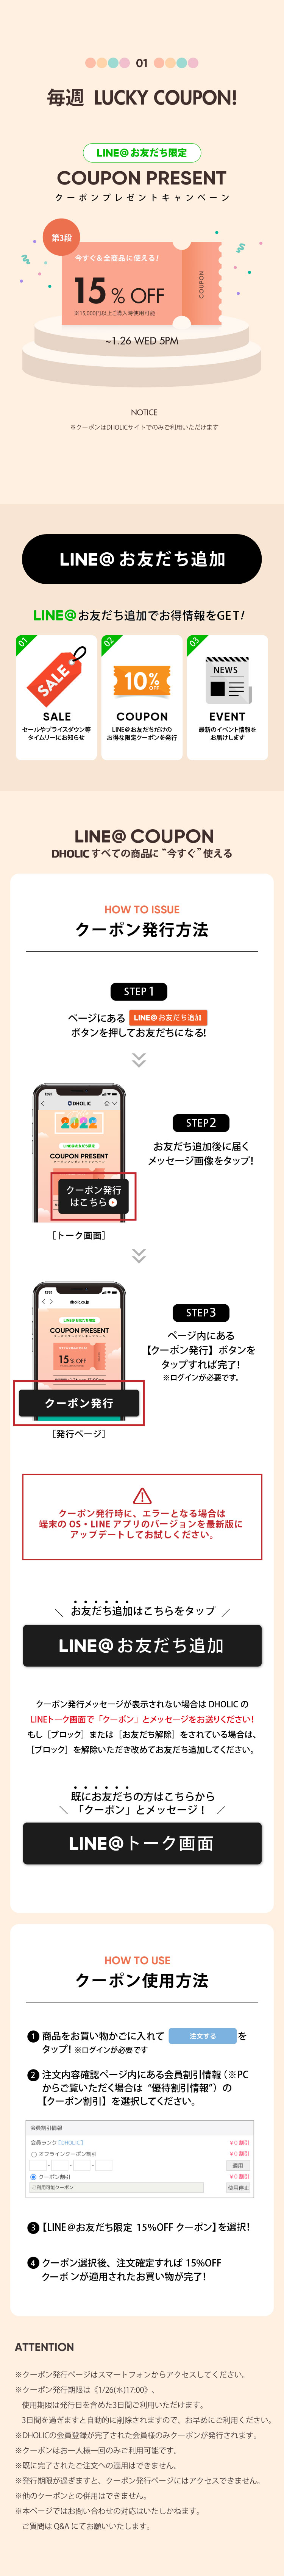 01
毎週 LUCKY COUPON!
LINE@お友だち限定
COUPON PRESENT
クーポンプレゼントキャンペーン
第3段
今すぐ&全商品に使える!
15% OFF
※15,000円以上ご購入時使用可能
COUPON
~1.26 WED 5PM
NOTICE
※クーポンはDHOLICサイトでのみご利用いただけます
LINE@ お友だち追加
LINE@お友だち追加でお得情報をGET!
01
SALE
SALE
セールやプライスダウン等
タイムリーにお知らせ
02
10% OFF
COUPON
LINE@お友だちだけの
お得な限定クーポンを発行
03
NEWS
EVENT
最新のイベント情報を
お届けします
LINE@ COUPON
DHOLIC すべての商品に “今すぐ” 使える
HOW TO ISSUE
クーポン発行方法
STEP 1
ページにある LINE@お友だち追加
ボタンを押してお友だちになる!
DHOLIC
2022
LINE@お友だち限定
COUPON PRESENT
クーポンプレゼントキャンペーン
クーポン発行
はこちら
[トーク画面]
STEP2
お友だち追加後に届く
メッセージ画像をタップ!
dholic.co.jp
LINE@お友だち限定
COUPON PRESENT
クーポンプレゼントキャンペーン
15% OFF
クーポン発行
[発行ページ]
STEP3
ページ内にある
【クーポン発行】ボタンを
タップすれば完了!
※ログインが必要です。
クーポン発行時に、エラーとなる場合は
端末の OS・LINE アプリのバージョンを最新版に
アップデートしてお試しください。
お友だち追加はこちらをタップ
LINE@お友だち追加
クーポン発行メッセージが表示されない場合は DHOLIC の
LINEトーク画面で「クーポン」とメッセージをお送りください!
もし［ブロック］または［お友だち解除］をされている場合は、
［ブロック］を解除いただき改めてお友だち追加してください。
既にお友だちの方はこちらから
「クーポン」とメッセージ！
LINE@トーク画面
HOW TO USE
クーポン使用方法
1 商品をお買い物かごに入れて 注文する を
タップ! ※ログインが必要です
2 注文内容確認ページ内にある会員割引情報（※PC
からご覧いただく場合は “優待割引情報”）の
【クーポン割引】を選択してください。
会員割引情報
会員ランク [DHOLIC] ￥0 割引
オフラインクーポン割引 ￥0 割引
適用
クーポン割引 ￥0 割引
ご利用可能クーポン 使用停止
3 【LINE@お友だち限定 15%OFF クーポン】を選択!
4 クーポン選択後、注文確定すれば 15%OFF
クーポンが適用されたお買い物が完了!
ATTENTION
※クーポン発行ページはスマートフォンからアクセスしてください。
※クーポン発行期限は《1/26(水)17:00》、
使用期限は発行日を含めた3日間ご利用いただけます。
3日間を過ぎますと自動的に削除されますので、お早めにご利用ください。
※DHOLICの会員登録が完了された会員様のみクーポンが発行されます。
※クーポンはお一人様一回のみご利用可能です。
※既に完了されたご注文への適用はできません。
※発行期限が過ぎますと、クーポン発行ページにはアクセスできません。
※他のクーポンとの併用はできません。
※本ページではお問い合わせの対応はいたしかねます。
ご質問は Q&A にてお願いいたします。